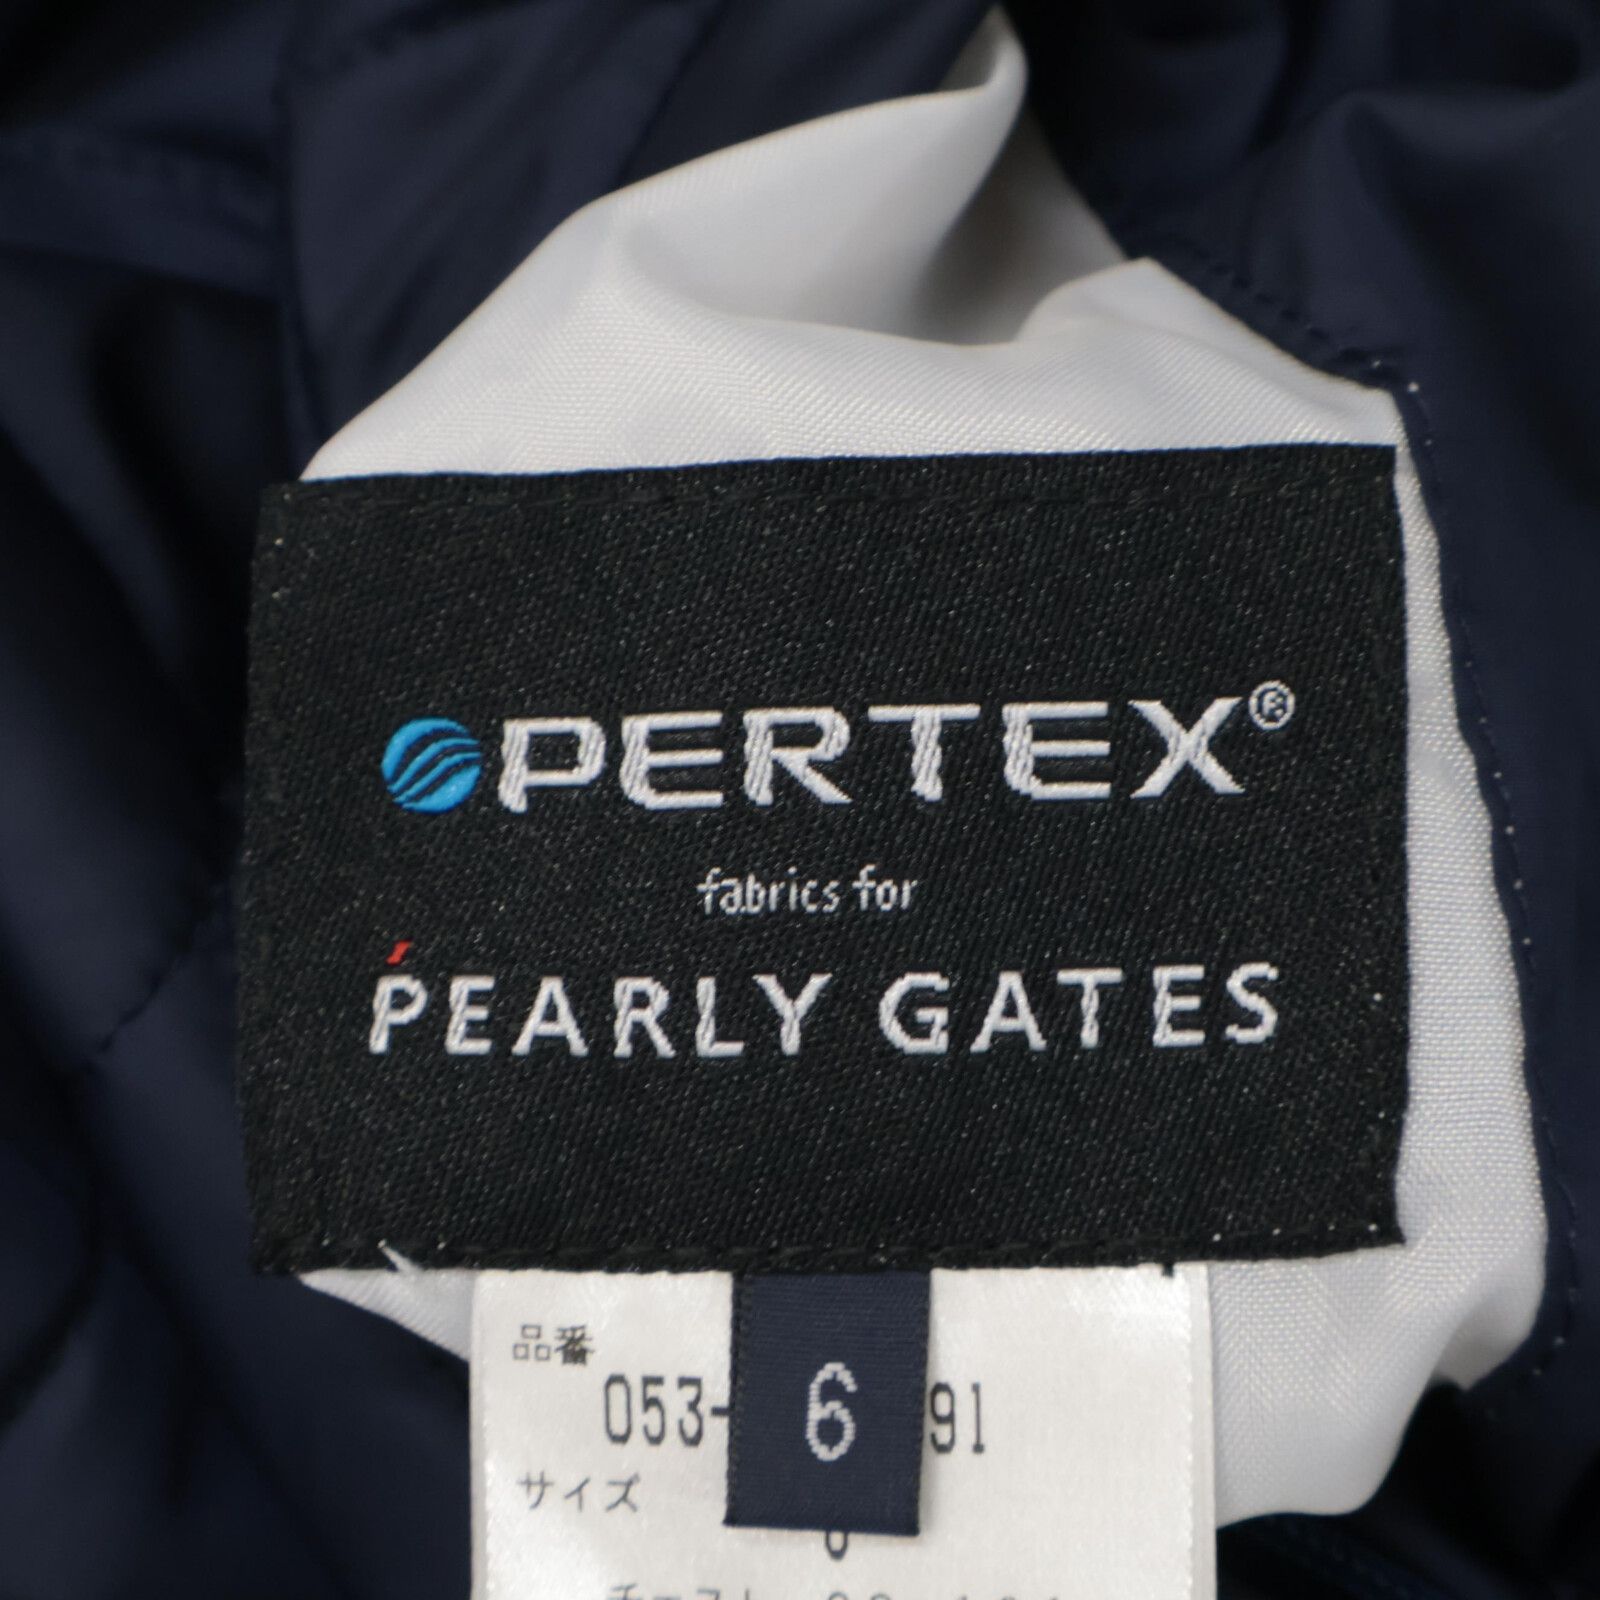 PERTEX®
fabrics for
PEARLY GATES
品番
053- 91
6
サイズ